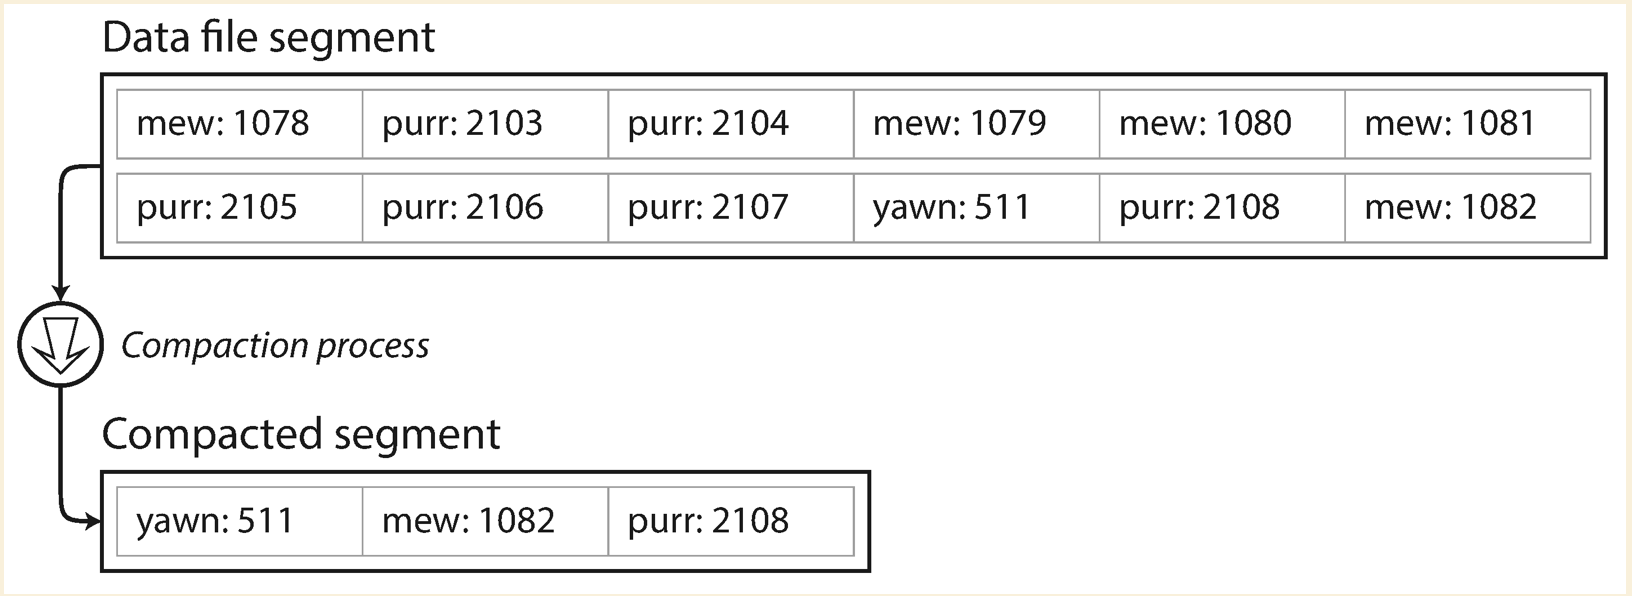 Data file segment
mew: 1078 purr: 2103 purr: 2104 mew: 1079 mew: 1080 mew: 1081
purr: 2105 purr: 2106 purr: 2107 yawn: 511 purr: 2108 mew: 1082
Compaction process
Compacted segment
yawn: 511 mew: 1082 purr: 2108